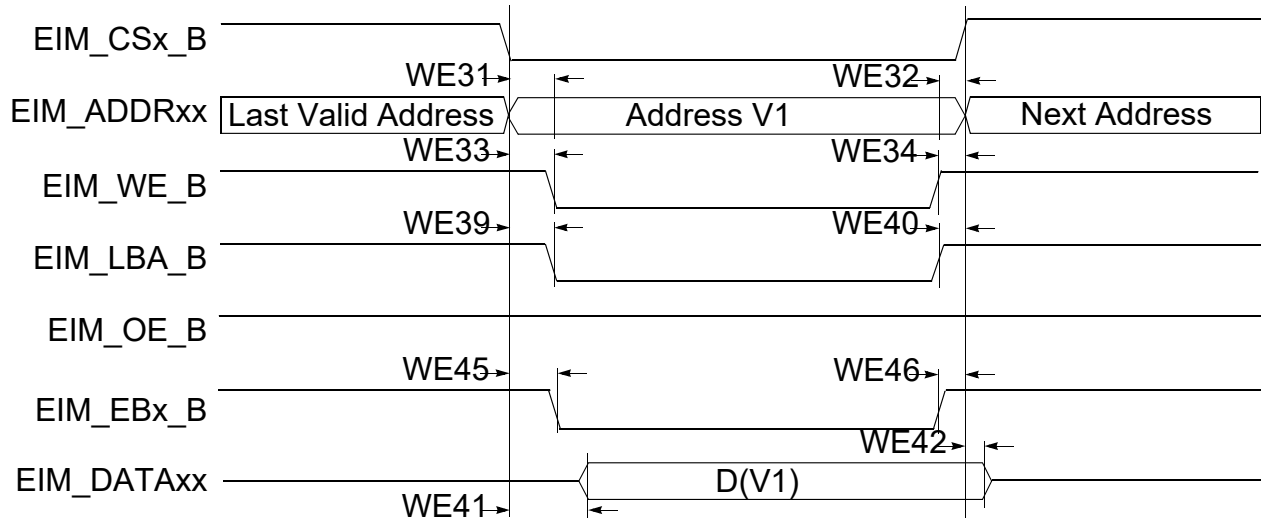 EIM_CSx_B
WE31 WE32
EIM_ADDRxx Last Valid Address Address V1 Next Address
WE33 WE34
EIM_WE_B
WE39 WE40
EIM_LBA_B
EIM_OE_B
WE45 WE46
EIM_EBx_B
WE42
EIM_DATAxx D(V1)
WE41